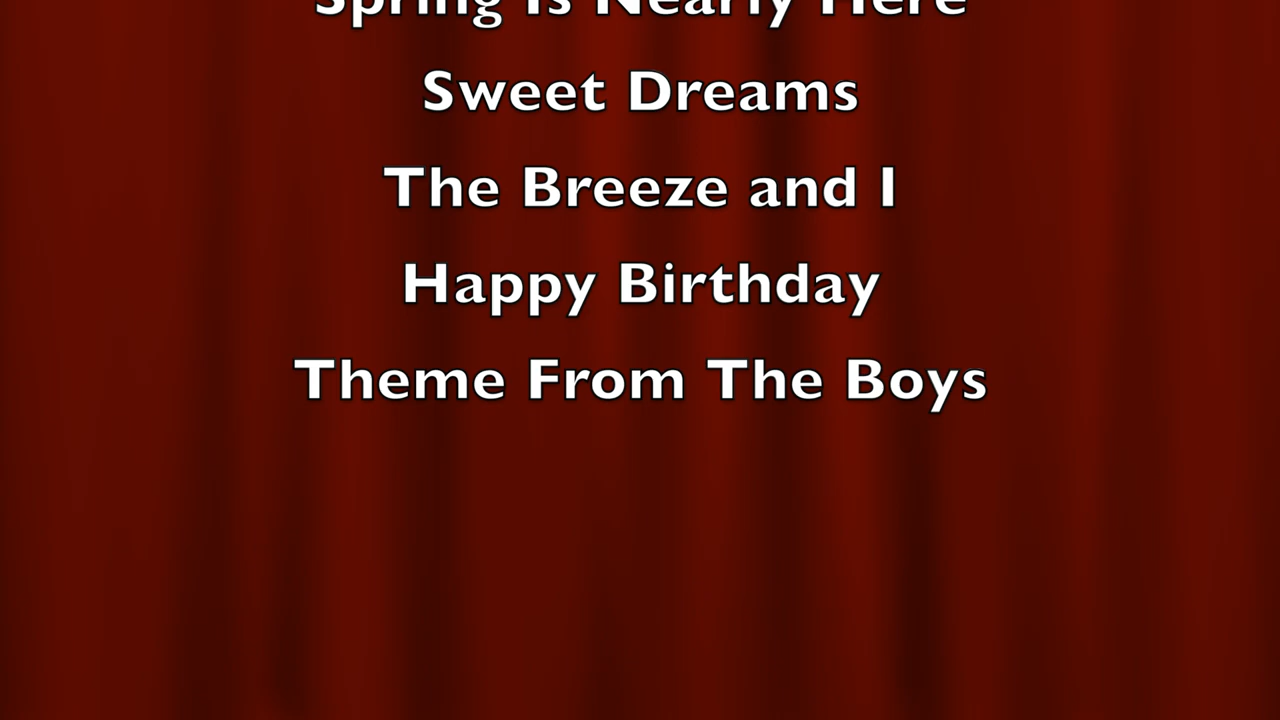 Spring Is Nearly Here
Sweet Dreams
The Breeze and I
Happy Birthday
Theme From The Boys